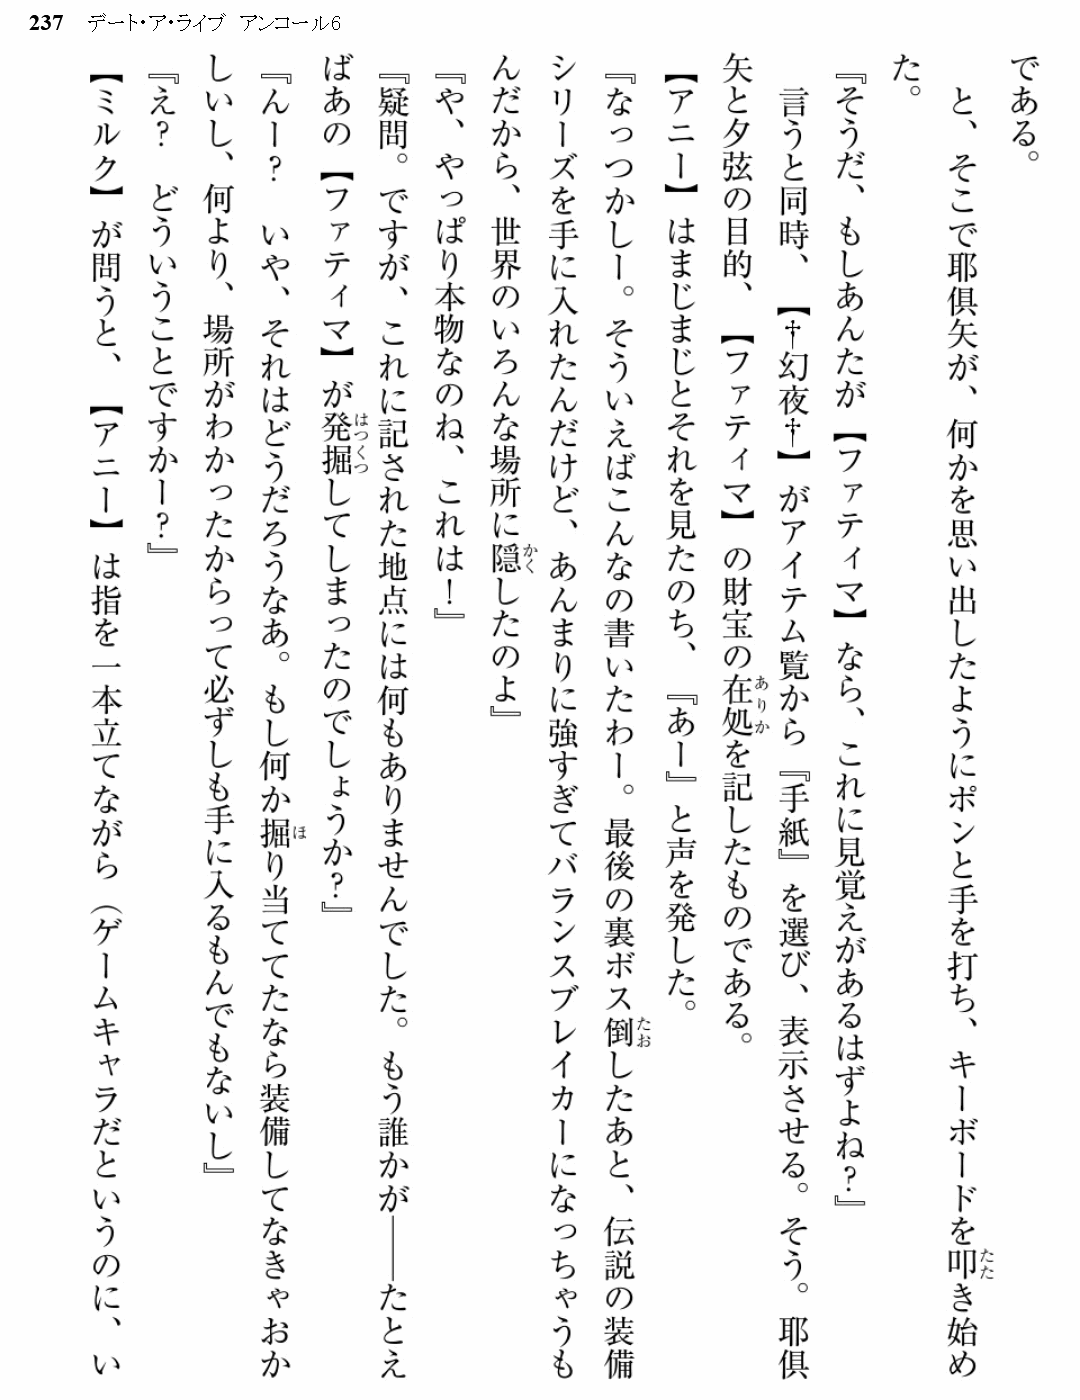 237 デート・ア・ライブ アンコール6
である。
　と、そこで耶倶矢が、何かを思い出したようにポンと手を打ち、キーボードを叩き始め
た。
『そうだ、もしあんたが【ファティマ】なら、これに見覚えがあるはずよね？』
　言うと同時、【†幻夜†】がアイテム覧から『手紙』を選び、表示させる。そう。耶倶
矢と夕弦の目的、【ファティマ】の財宝の在処を記したものである。
【アニー】はまじまじとそれを見たのち、『あー』と声を発した。
『なっつかしー。そういえばこんなの書いたわー。最後の裏ボス倒したあと、伝説の装備
シリーズを手に入れたんだけど、あんまりに強すぎてバランスブレイカーになっちゃうも
んだから、世界のいろんな場所に隠したのよ』
『や、やっぱり本物なのね、これは！』
『疑問。ですが、これに記された地点には何もありませんでした。もう誰かが――たとえ
ばあの【ファティマ】が発掘してしまったのでしょうか？』
『んー？　いや、それはどうだろうなあ。もし何か掘り当ててたなら装備してなきゃおか
しいし、何より、場所がわかったからって必ずしも手に入るもんでもないし』
『え？　どういうことですかー？』
【ミルク】が問うと、【アニー】は指を一本立てながら（ゲームキャラだというのに、い